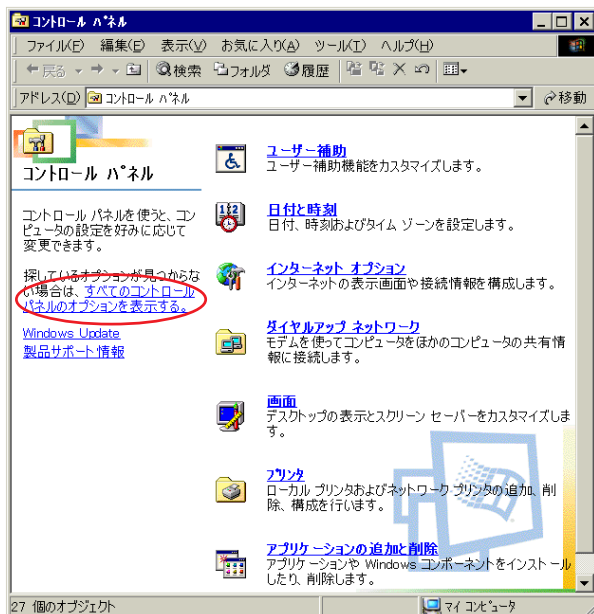 コントロール パネル
ファイル(F) 編集(E) 表示(V) お気に入り(A) ツール(T) ヘルプ(H)
戻る 検索 フォルダ 履歴
アドレス(D) コントロール パネル 移動
コントロール パネル
コントロール パネルを使うと、コン
ピュータの設定を好みに応じて
変更できます。
探しているオプションが見つからな
い場合は、すべてのコントロール
パネルのオプションを表示する。
Windows Update
製品サポート情報
ユーザー補助
ユーザー補助機能をカスタマイズします。
日付と時刻
日付、時刻およびタイム ゾーンを設定します。
インターネット オプション
インターネットの表示画面や接続情報を構成します。
ダイヤルアップ ネットワーク
モデムを使ってコンピュータをほかのコンピュータの共有情
報に接続します。
画面
デスクトップの表示とスクリーン セーバーをカスタマイズしま
す。
プリンタ
ローカル プリンタおよびネットワーク プリンタの追加、削
除、構成を行います。
アプリケーションの追加と削除
アプリケーションや Windows コンポーネントをインストール
したり、削除します。
27 個のオブジェクト マイ コンピュータ